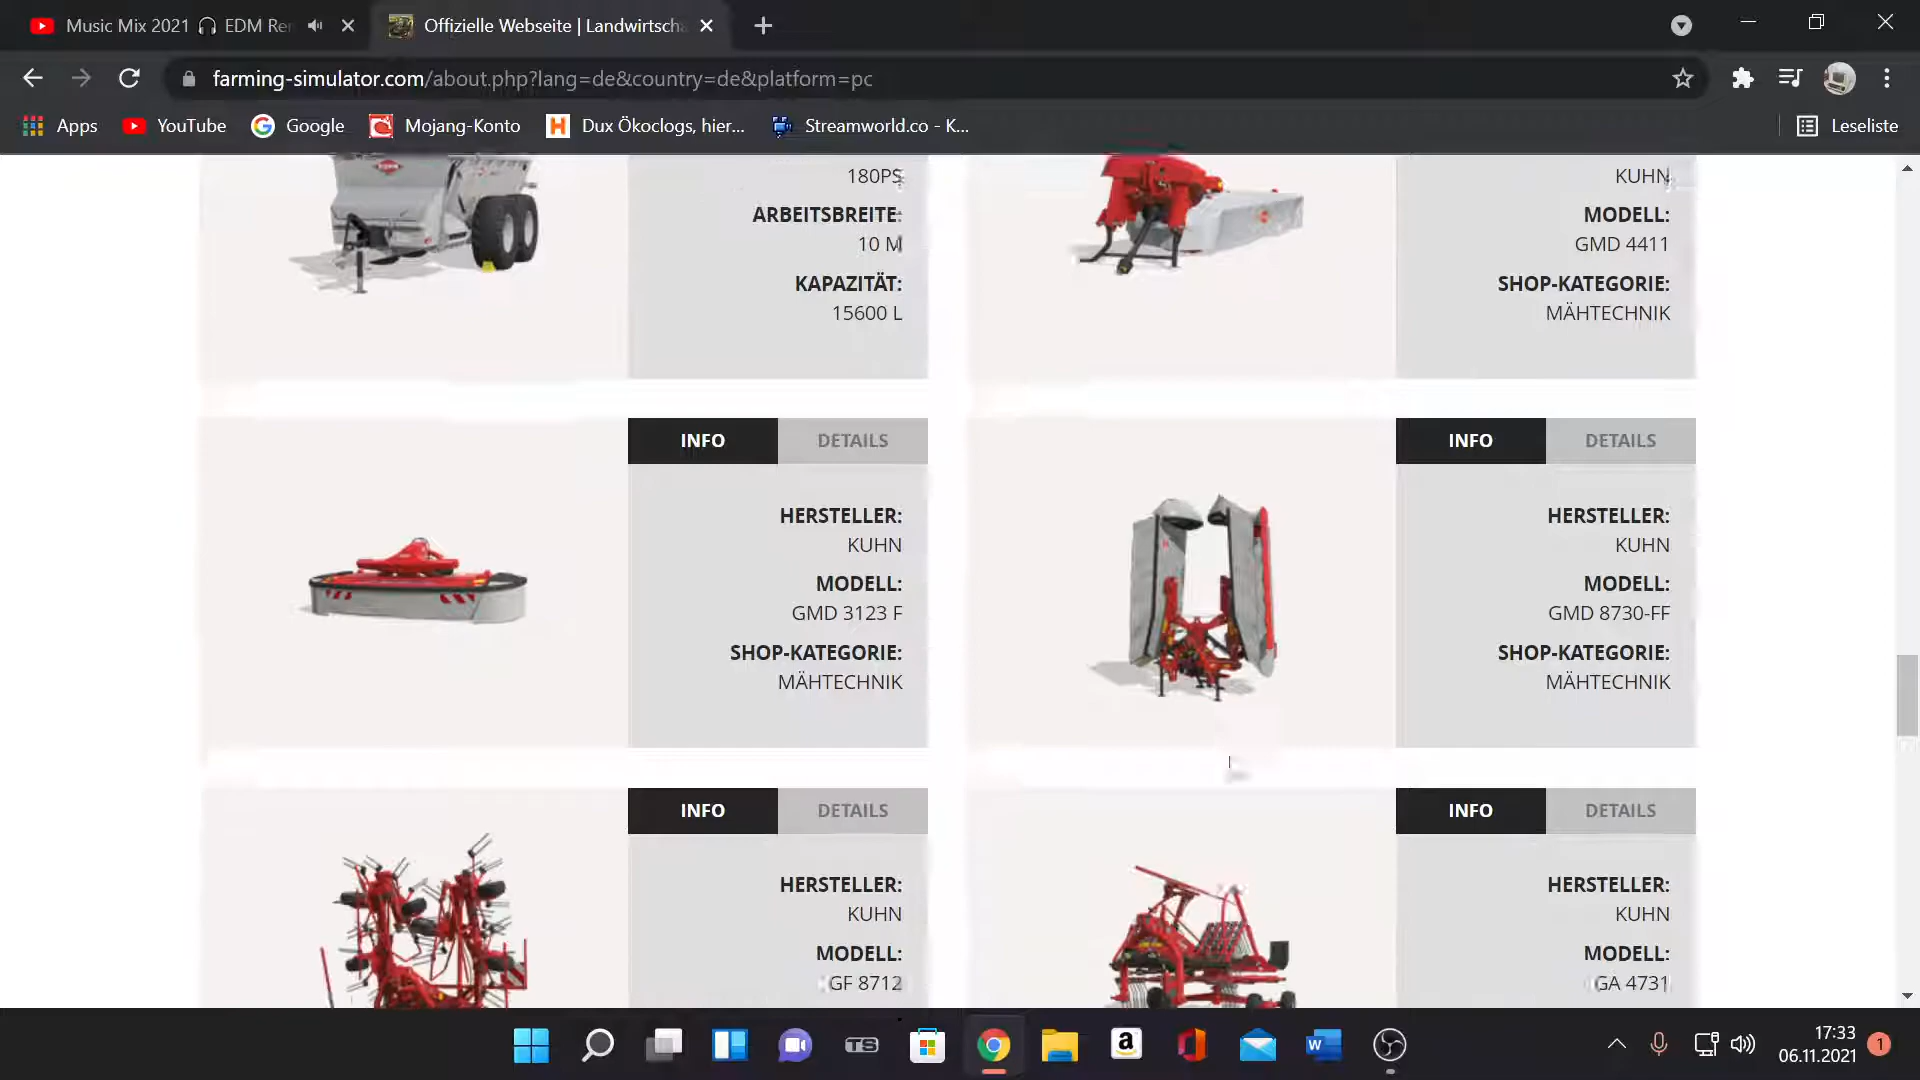 Music Mix 2021 🎧 EDM Re
Offizielle Webseite | Landwirtscha
farming-simulator.com/about.php?lang=de&country=de&platform=pc
Apps
YouTube
Google
Mojang-Konto
Dux Ökoclogs, hier...
Streamworld.co - K...
Leseliste
180PS
ARBEITSBREITE:
10 M
KAPAZITÄT:
15600 L
KUHN
MODELL:
GMD 4411
SHOP-KATEGORIE:
MÄHTECHNIK
INFO
DETAILS
HERSTELLER:
KUHN
MODELL:
GMD 3123 F
SHOP-KATEGORIE:
MÄHTECHNIK
INFO
DETAILS
HERSTELLER:
KUHN
MODELL:
GMD 8730-FF
SHOP-KATEGORIE:
MÄHTECHNIK
INFO
DETAILS
HERSTELLER:
KUHN
MODELL:
GF 8712
INFO
DETAILS
HERSTELLER:
KUHN
MODELL:
GA 4731
TS
a
W
17:33
06.11.2021
1